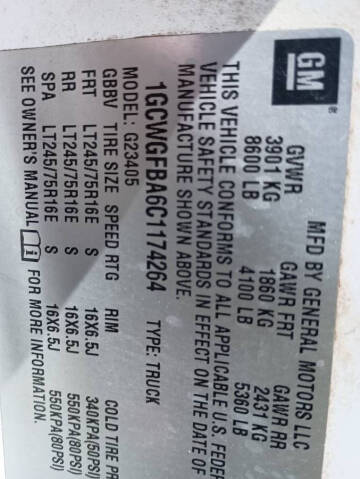 GM
MFD BY GENERAL MOTORS LLC
GVWR GAWR FRT GAWR RR
3901 KG 1860 KG 2431 KG
8600 LB 4100 LB 5360 LB
THIS VEHICLE CONFORMS TO ALL APPLICABLE U.S. FEDER
VEHICLE SAFETY STANDARDS IN EFFECT ON THE DATE OF
MANUFACTURE SHOWN ABOVE.
1GCWGFBA6C1174264 TYPE: TRUCK
MODEL: G23405
GBBV TIRE SIZE SPEED RTG RIM COLD TIRE PR
FRT LT245/75R16E S 16X6.5J 340KPA(50PSI)
RR LT245/75R16E S 16X6.5J 550KPA(80PSI)
SPA LT245/75R16E S 16X6.5J 550KPA(80PSI)
SEE OWNER'S MANUAL FOR MORE INFORMATION.